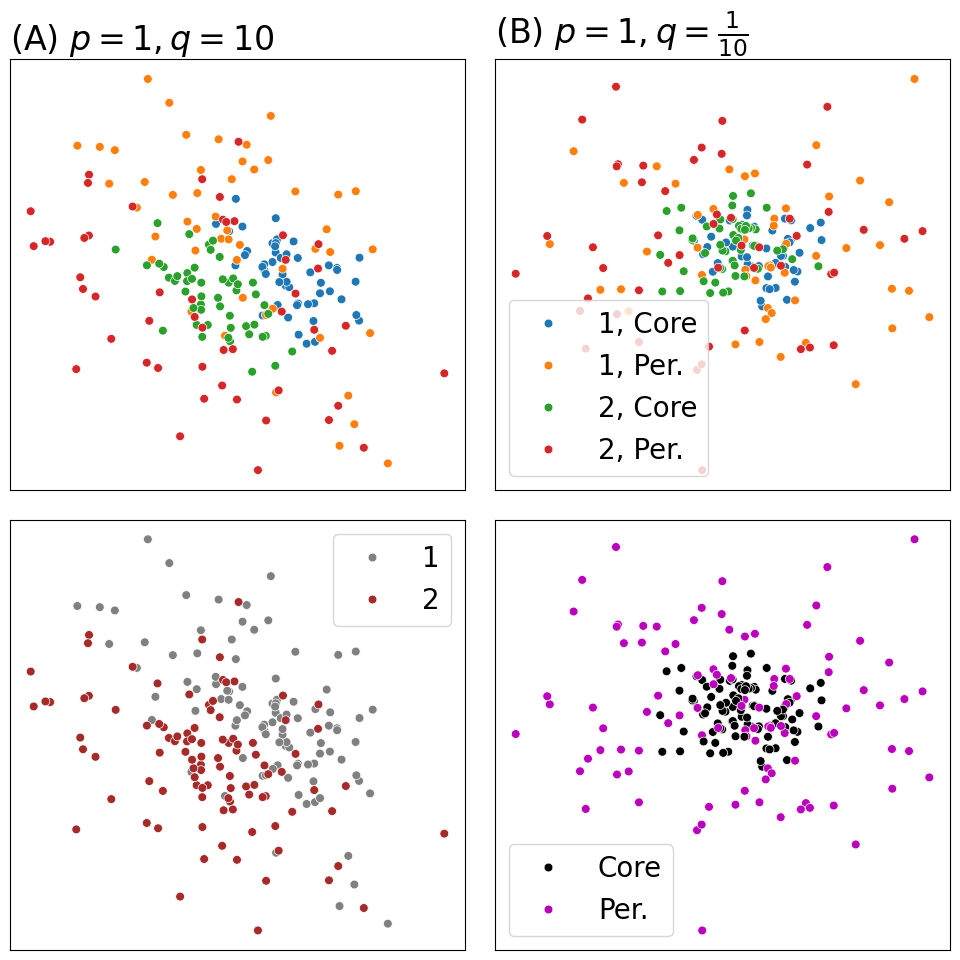 (A) p = 1, q = 10
(B) p = 1, q = 1/10
1, Core
1, Per.
2, Core
2, Per.
1
2
Core
Per.